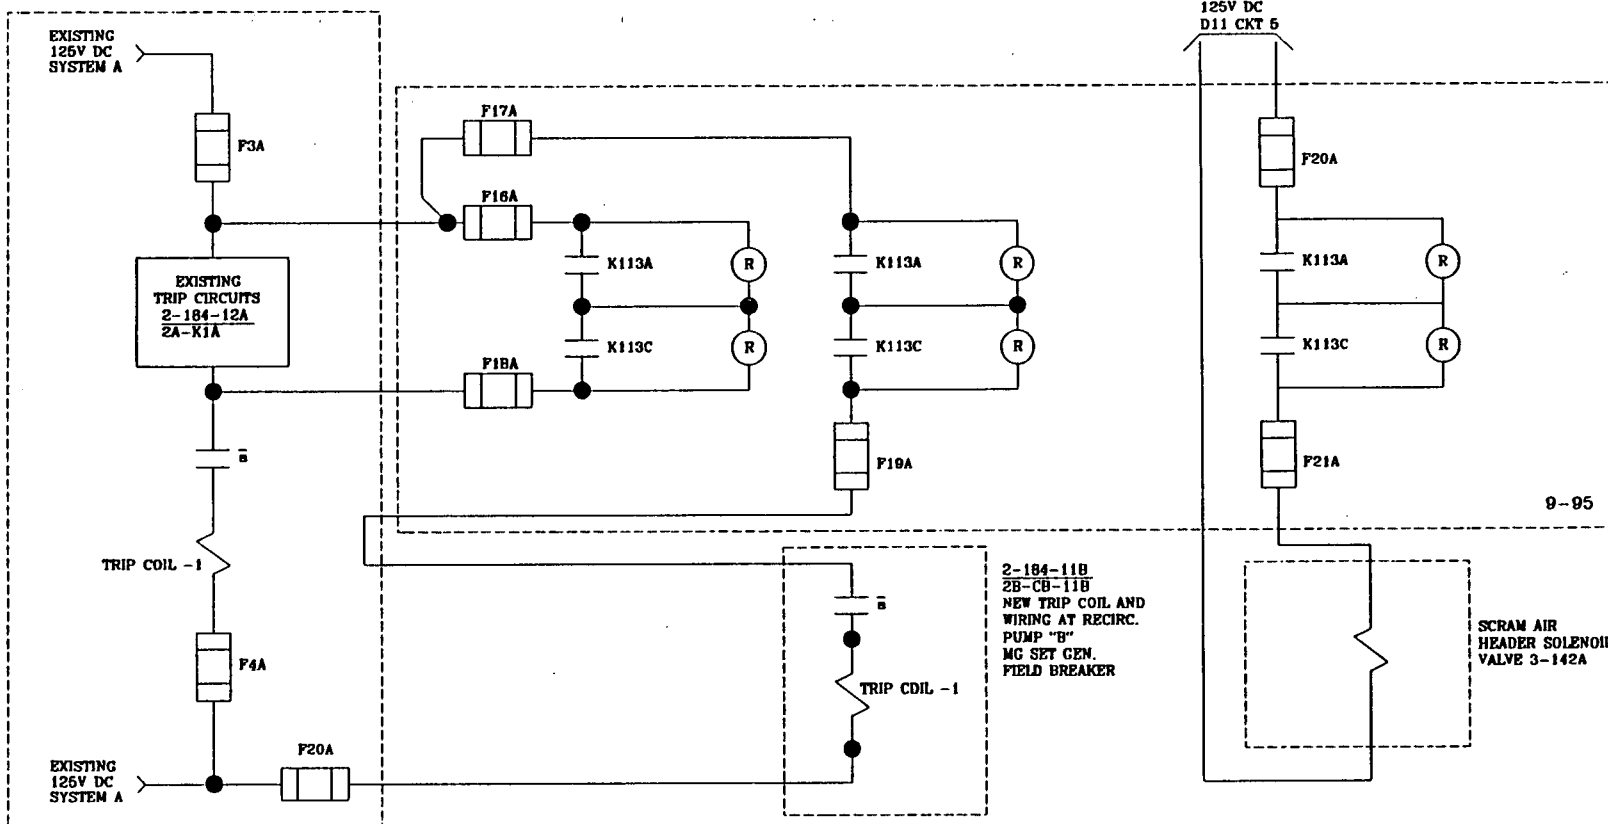 EXISTING
125V DC
SYSTEM A
F3A
EXISTING
TRIP CIRCUITS
2-184-12A
2A-K1A
a
TRIP COIL -1
F4A
EXISTING
125V DC
SYSTEM A
F20A
F17A
F16A
K113A
R
K113C
R
F18A
K113A
R
K113C
R
F19A
2-184-11B
2B-CB-11B
NEW TRIP COIL AND
WIRING AT RECIRC.
PUMP "B"
MG SET GEN.
FIELD BREAKER
a
TRIP COIL -1
125V DC
D11 CKT 5
F20A
K113A
R
K113C
R
F21A
9-95
SCRAM AIR
HEADER SOLENOI
VALVE 3-142A